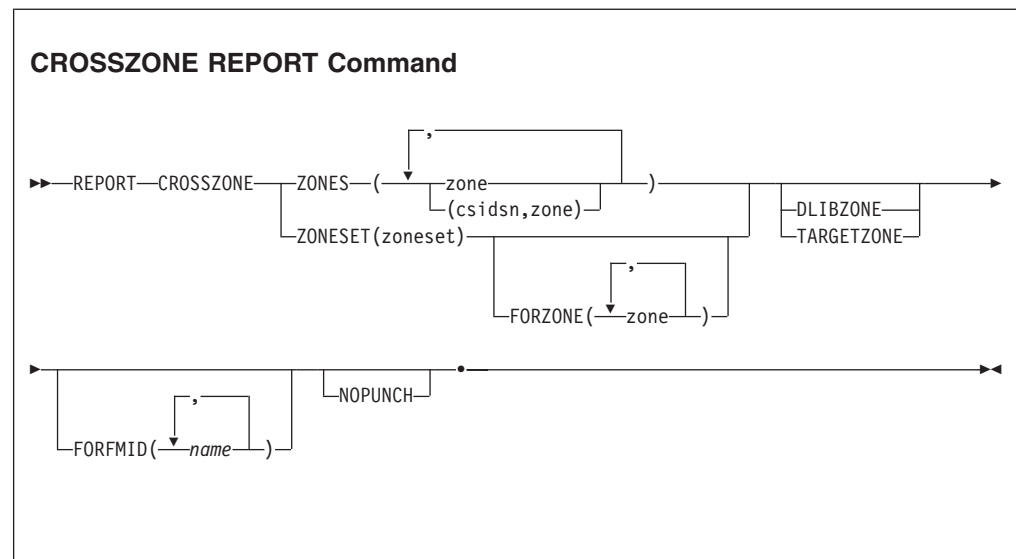 CROSSZONE REPORT Command
,
REPORT CROSSZONE ZONES ( zone )
(csidsn,zone)
DLIBZONE
ZONESET(zoneset)
TARGETZONE
,
FORZONE( zone )
NOPUNCH
,
FORFMID( name )